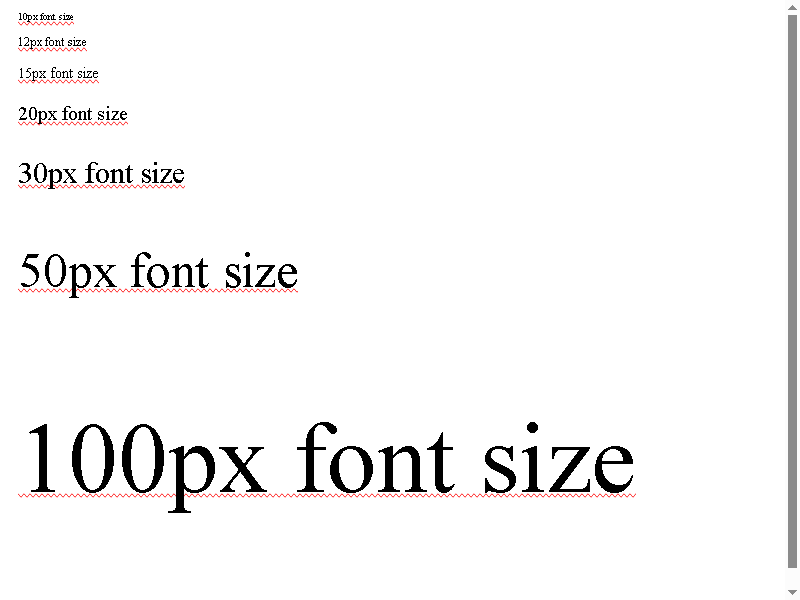 10px font size
12px font size
15px font size
20px font size
30px font size
50px font size
100px font size